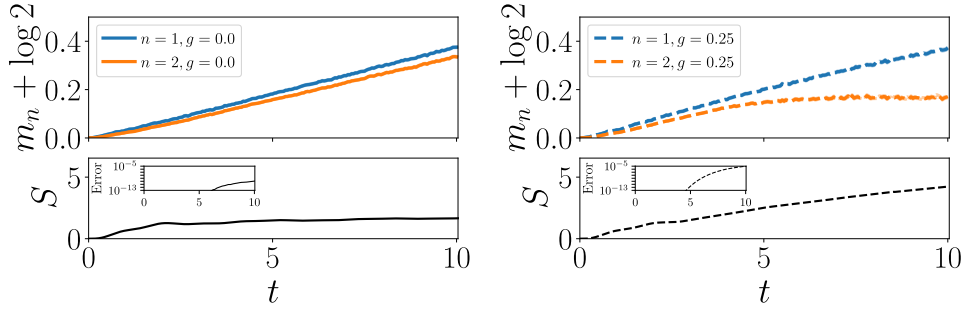 m_n + log 2
0.4
0.2
0.0
n = 1, g = 0.0
n = 2, g = 0.0
S
5
0
Error
10^{-5}
10^{-13}
0
5
10
0
5
10
t
m_n + log 2
0.4
0.2
0.0
n = 1, g = 0.25
n = 2, g = 0.25
S
5
0
Error
10^{-5}
10^{-13}
0
5
10
0
5
10
t